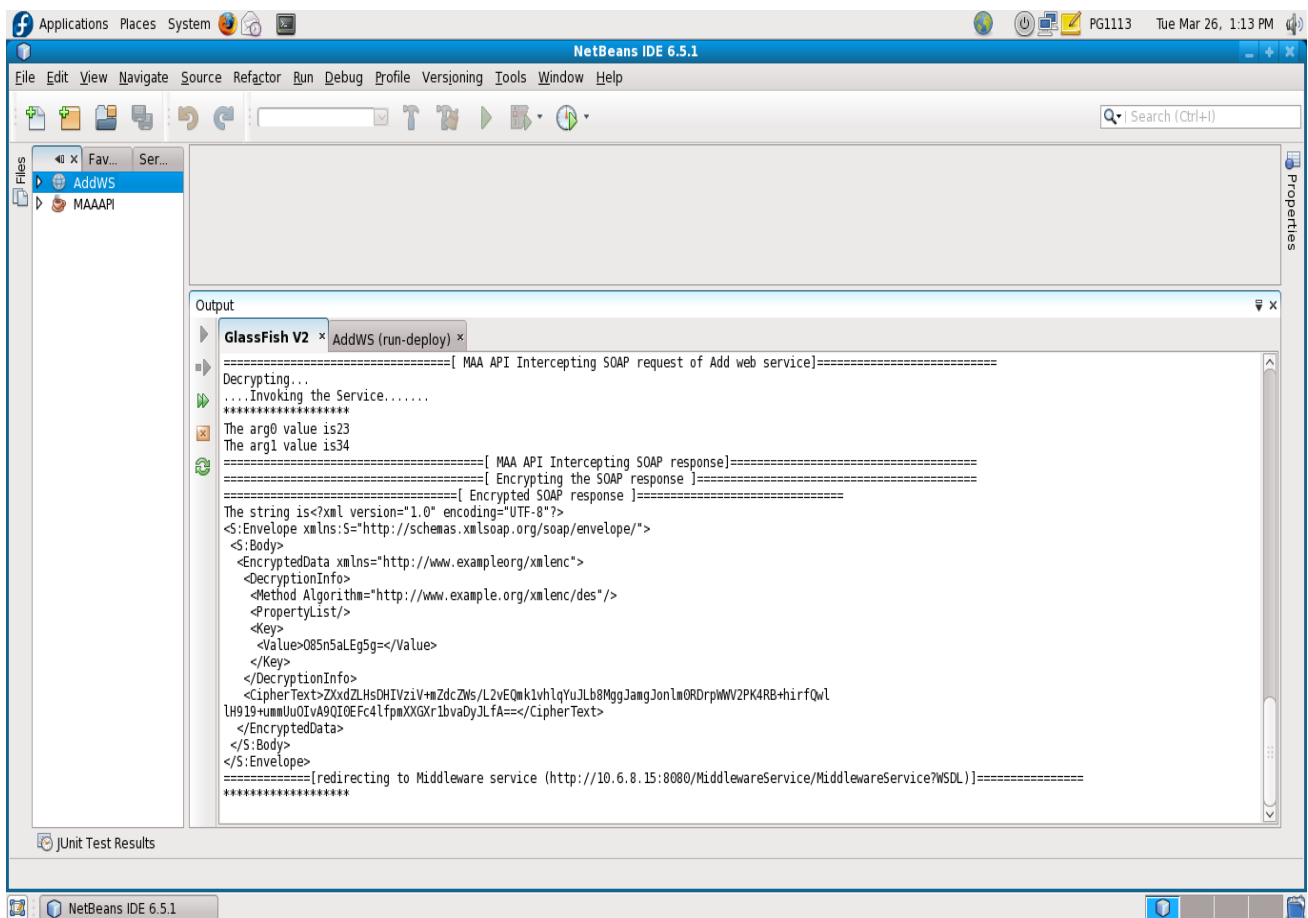 Applications Places System
PG1113 Tue Mar 26, 1:13 PM
NetBeans IDE 6.5.1
File Edit View Navigate Source Refactor Run Debug Profile Versioning Tools Window Help
Search (Ctrl+I)
Files
Fav... Ser...
AddWS
MAAAPI
Properties
Output
GlassFish V2 x AddWS (run-deploy) x
==================================[ MAA API Intercepting SOAP request of Add web service]===========================
Decrypting...
....Invoking the Service.......
*******************
The arg0 value is23
The arg1 value is34
=======================================[ MAA API Intercepting SOAP response]=====================================
=======================================[ Encrypting the SOAP response ]==========================================
===================================[ Encrypted SOAP response ]===============================
The string is<?xml version="1.0" encoding="UTF-8"?>
<S:Envelope xmlns:S="http://schemas.xmlsoap.org/soap/envelope/">
<S:Body>
<EncryptedData xmlns="http://www.exampleorg/xmlenc">
<DecryptionInfo>
<Method Algorithm="http://www.example.org/xmlenc/des"/>
<PropertyList/>
<Key>
<Value>O85n5aLEg5g=</Value>
</Key>
</DecryptionInfo>
<CipherText>ZXxdZLHsDHIVziV+mZdcZWs/L2vEQmk1vhlqYuJLb8MggJamgJonlm0RDrpWWV2PK4RB+hirfQwl
lH919+ummUuOIvA9QI0EFc4lfpmXXGXr1bvaDyJLfA==</CipherText>
</EncryptedData>
</S:Body>
</S:Envelope>
=============[redirecting to Middleware service (http://10.6.8.15:8080/MiddlewareService/MiddlewareService?WSDL)]================
*******************
JUnit Test Results
NetBeans IDE 6.5.1